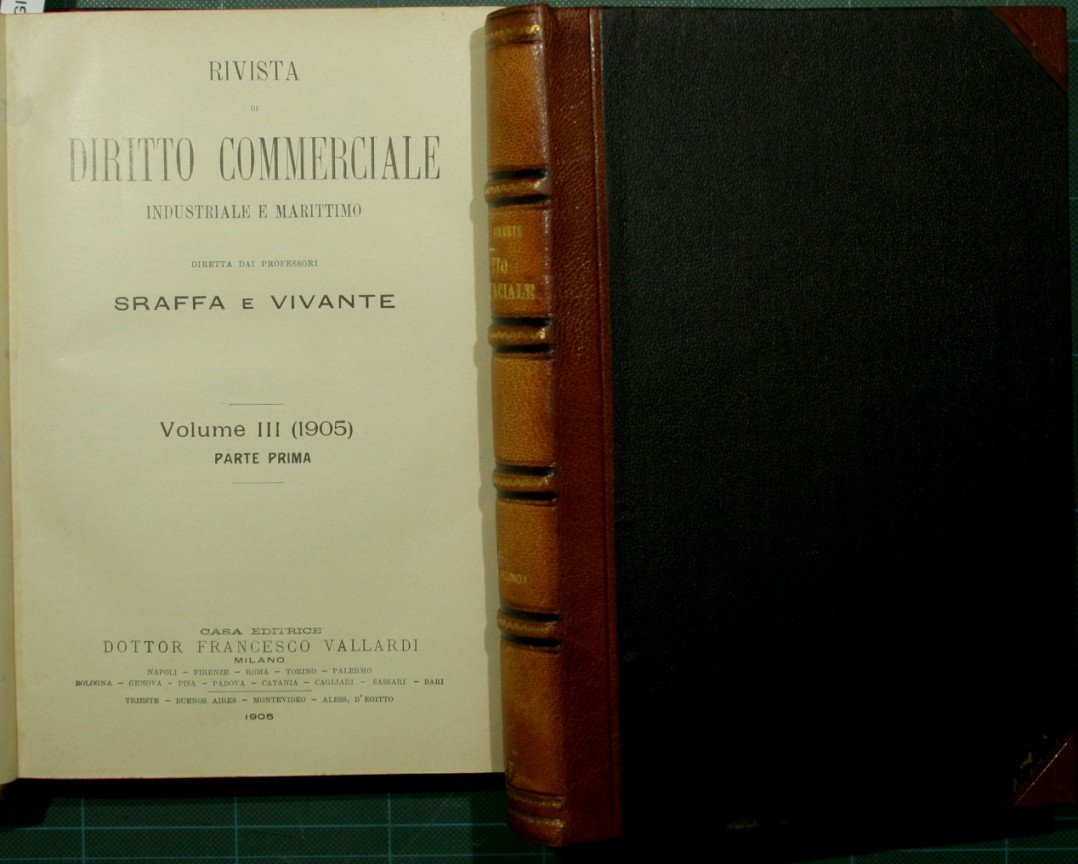 RIVISTA
DI
DIRITTO COMMERCIALE
INDUSTRIALE E MARITTIMO
DIRETTA DAI PROFESSORI
SRAFFA E VIVANTE
Volume III (1905)
PARTE PRIMA
CASA EDITRICE
DOTTOR FRANCESCO VALLARDI
MILANO
NAPOLI – FIRENZE – ROMA – TORINO – PALERMO
BOLOGNA – GENOVA – PISA – PADOVA – CATANIA – CAGLIARI – SASSARI – BARI
TRIESTE – BUENOS AIRES – MONTEVIDEO – ALESS. D'EGITTO
1905